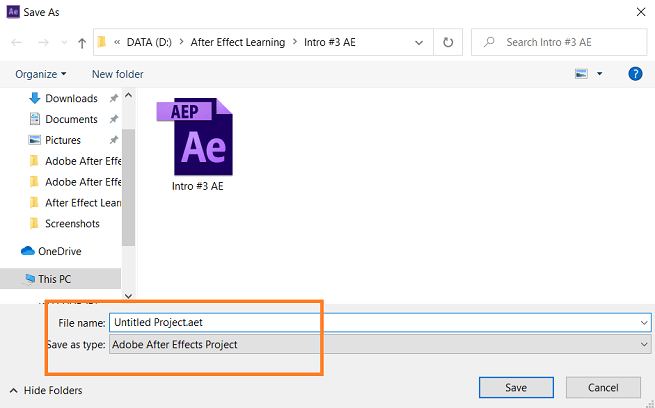 Ae Save As
« DATA (D:) > After Effect Learning > Intro #3 AE
Search Intro #3 AE
Organize
New folder
?
Downloads
Documents
Pictures
Adobe After Effe
Adobe After Effe
After Effect Lear
Screenshots
OneDrive
This PC
AEP
Ae
Intro #3 AE
File name: Untitled Project.aet
Save as type: Adobe After Effects Project
Hide Folders
Save
Cancel